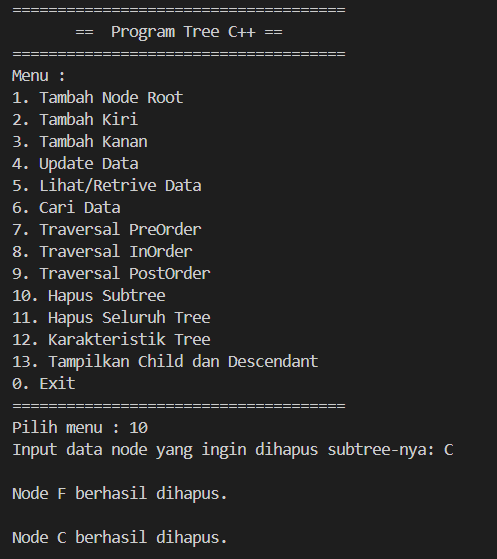 =====================================
==  Program Tree C++ ==
=====================================
Menu :
1. Tambah Node Root
2. Tambah Kiri
3. Tambah Kanan
4. Update Data
5. Lihat/Retrive Data
6. Cari Data
7. Traversal PreOrder
8. Traversal InOrder
9. Traversal PostOrder
10. Hapus Subtree
11. Hapus Seluruh Tree
12. Karakteristik Tree
13. Tampilkan Child dan Descendant
0. Exit
=====================================
Pilih menu : 10
Input data node yang ingin dihapus subtree-nya: C
Node F berhasil dihapus.
Node C berhasil dihapus.